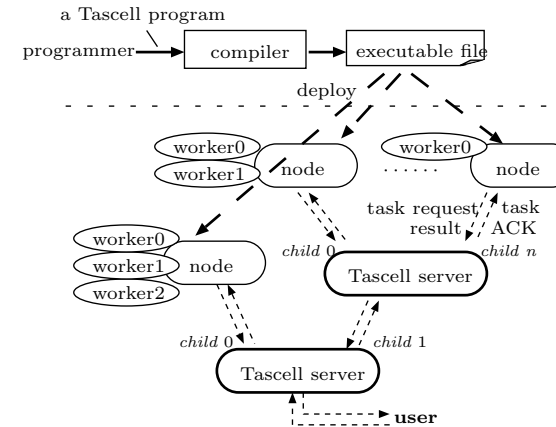 a Tascell program
programmer
compiler
executable file
deploy
worker0
worker1
node
......
worker0
node
task request
result
task
ACK
worker0
worker1
worker2
node
child 0
child n
Tascell server
child 0
child 1
Tascell server
user